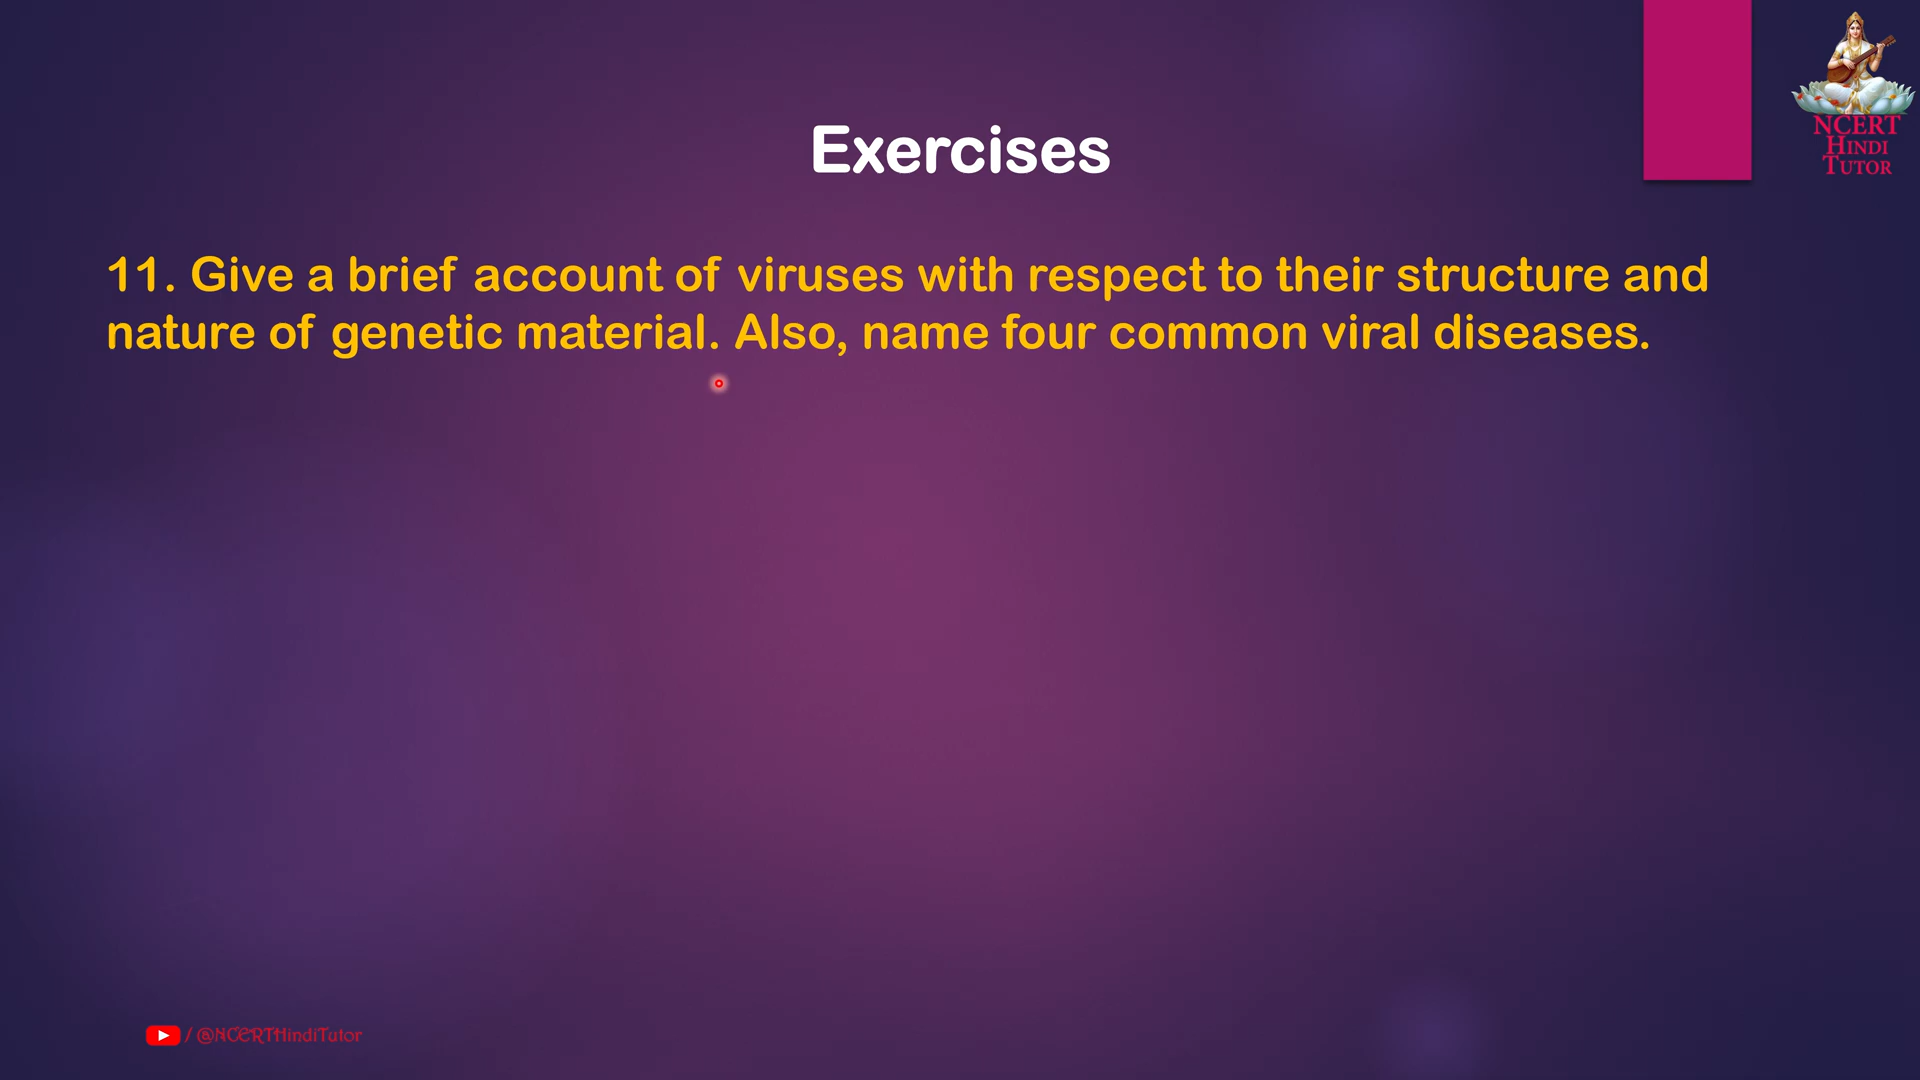 NCERT
HINDI
TUTOR
Exercises
11. Give a brief account of viruses with respect to their structure and
nature of genetic material. Also, name four common viral diseases.
/ @NCERTHindiTutor